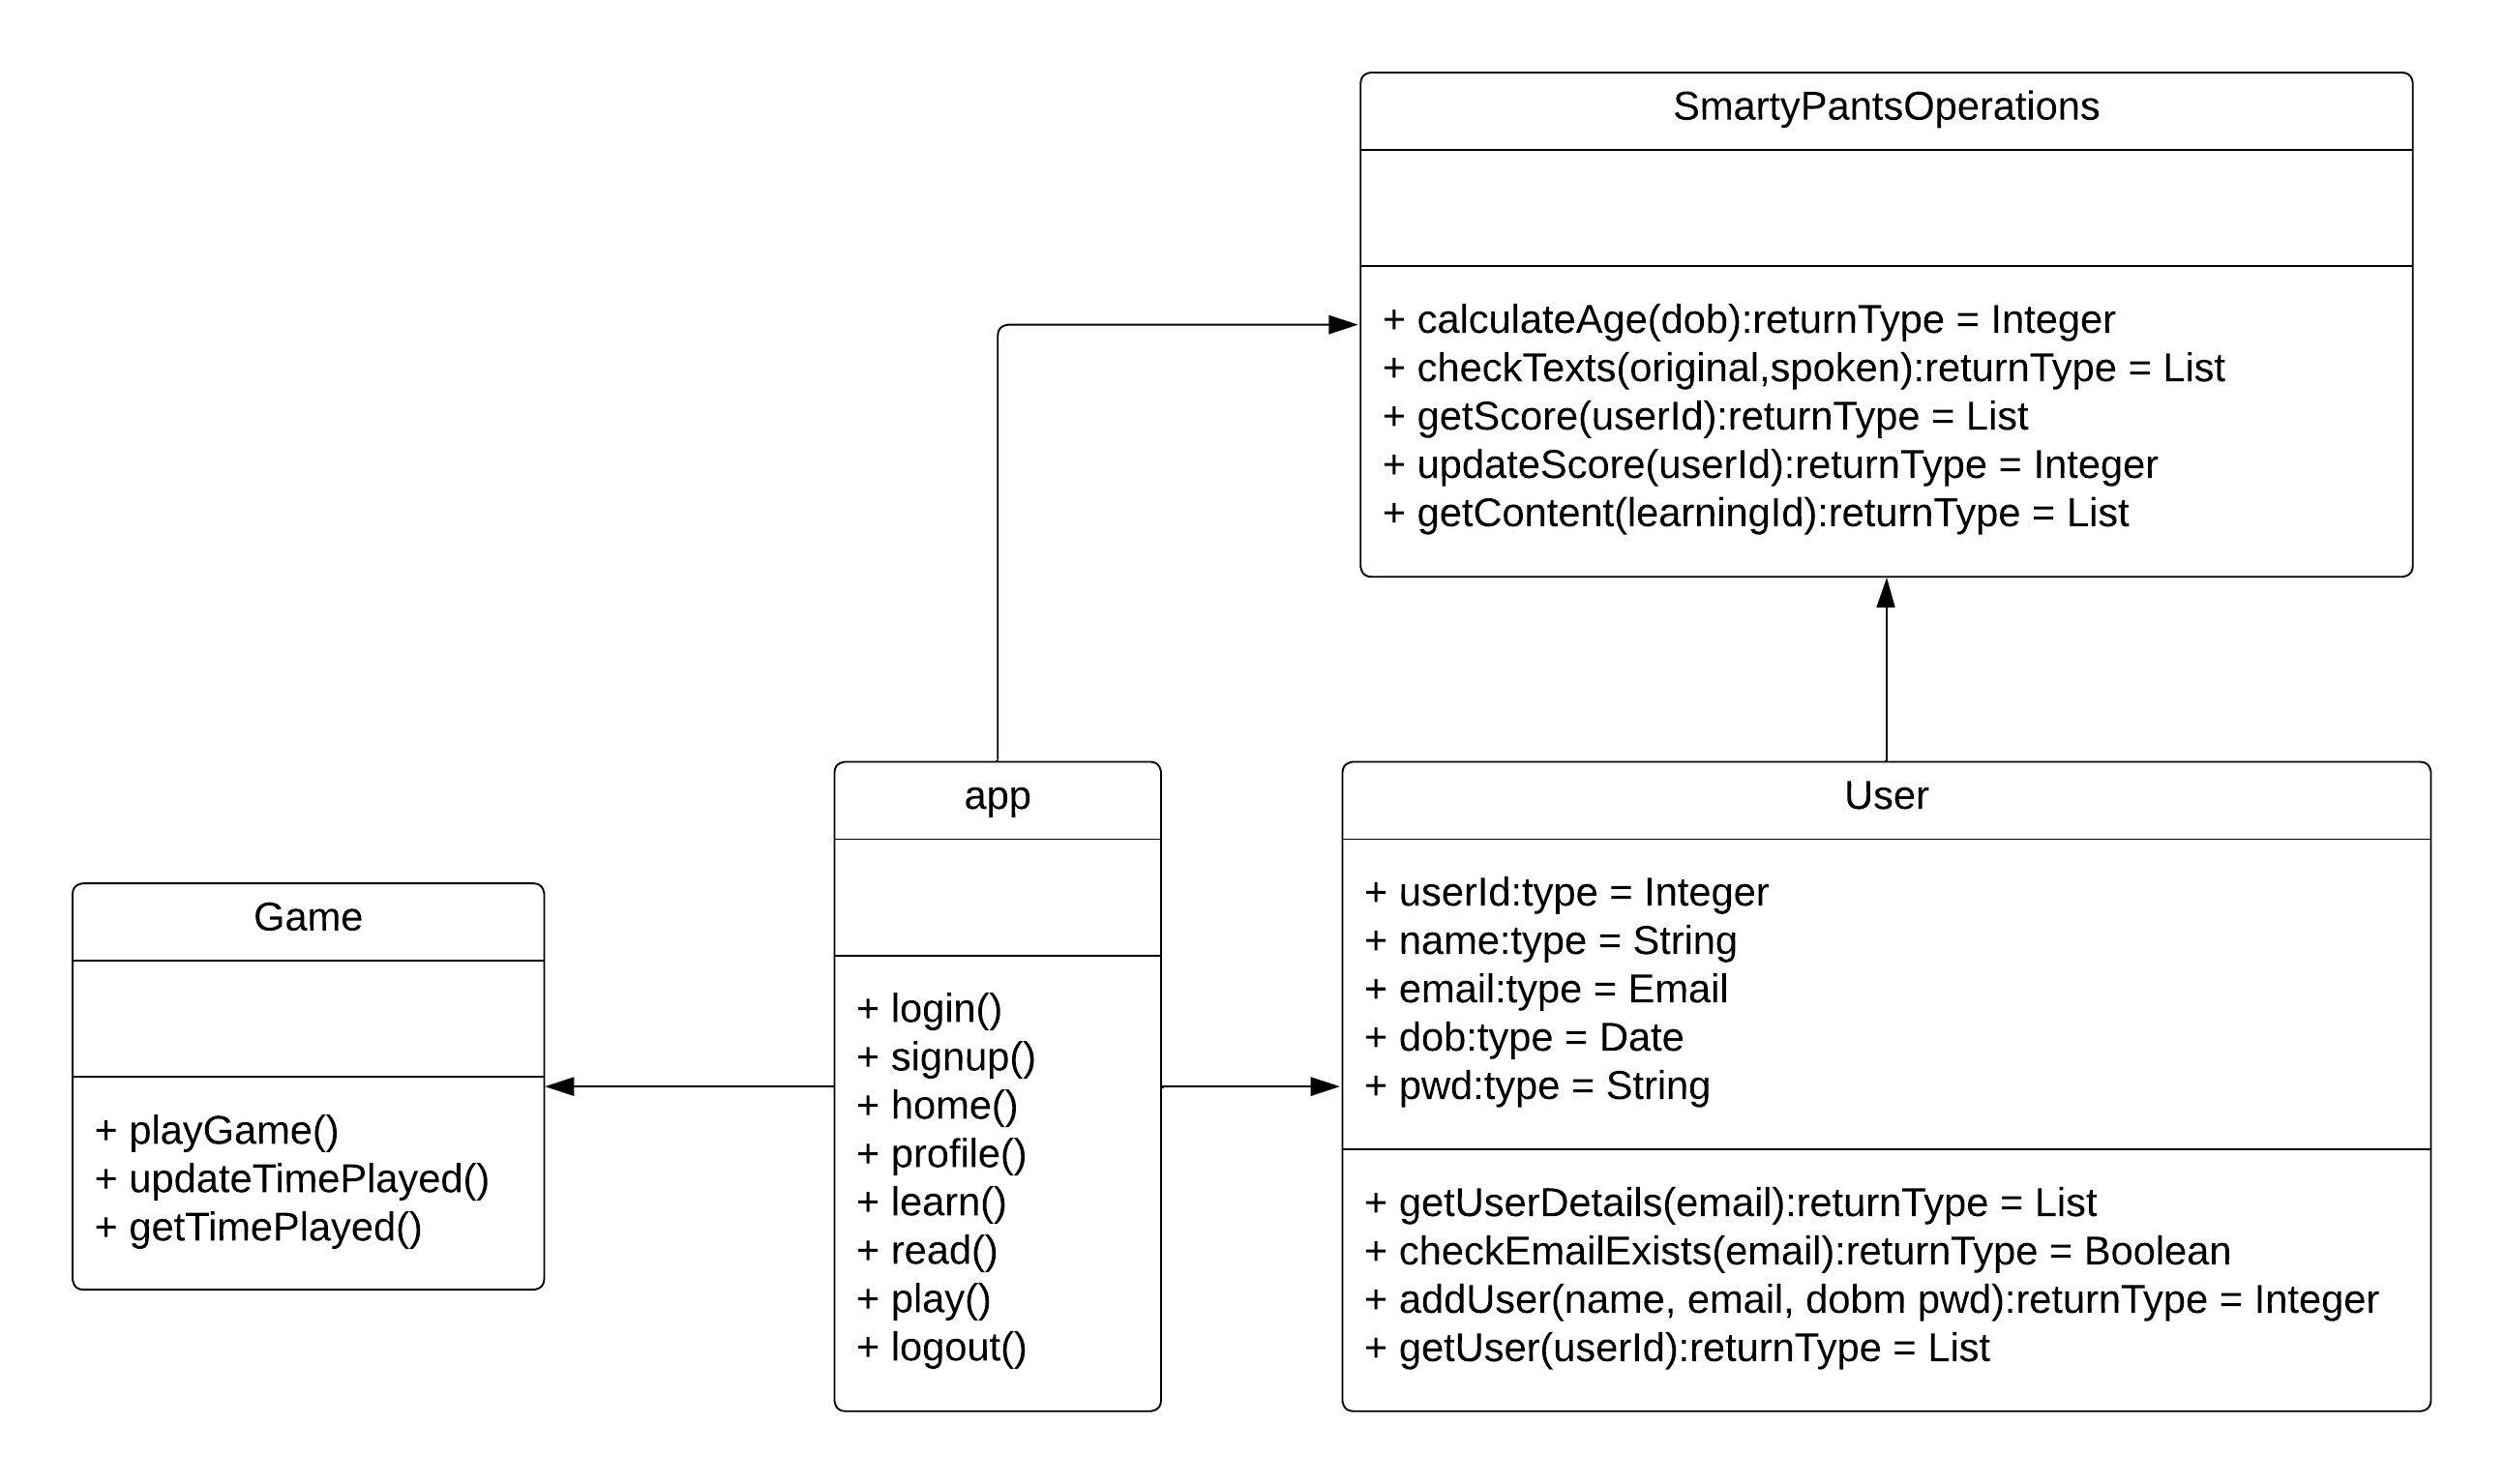 SmartyPantsOperations
+ calculateAge(dob):returnType = Integer
+ checkTexts(original,spoken):returnType = List
+ getScore(userId):returnType = List
+ updateScore(userId):returnType = Integer
+ getContent(learningId):returnType = List
Game
+ playGame()
+ updateTimePlayed()
+ getTimePlayed()
app
+ login()
+ signup()
+ home()
+ profile()
+ learn()
+ read()
+ play()
+ logout()
User
+ userId:type = Integer
+ name:type = String
+ email:type = Email
+ dob:type = Date
+ pwd:type = String
+ getUserDetails(email):returnType = List
+ checkEmailExists(email):returnType = Boolean
+ addUser(name, email, dobm pwd):returnType = Integer
+ getUser(userId):returnType = List